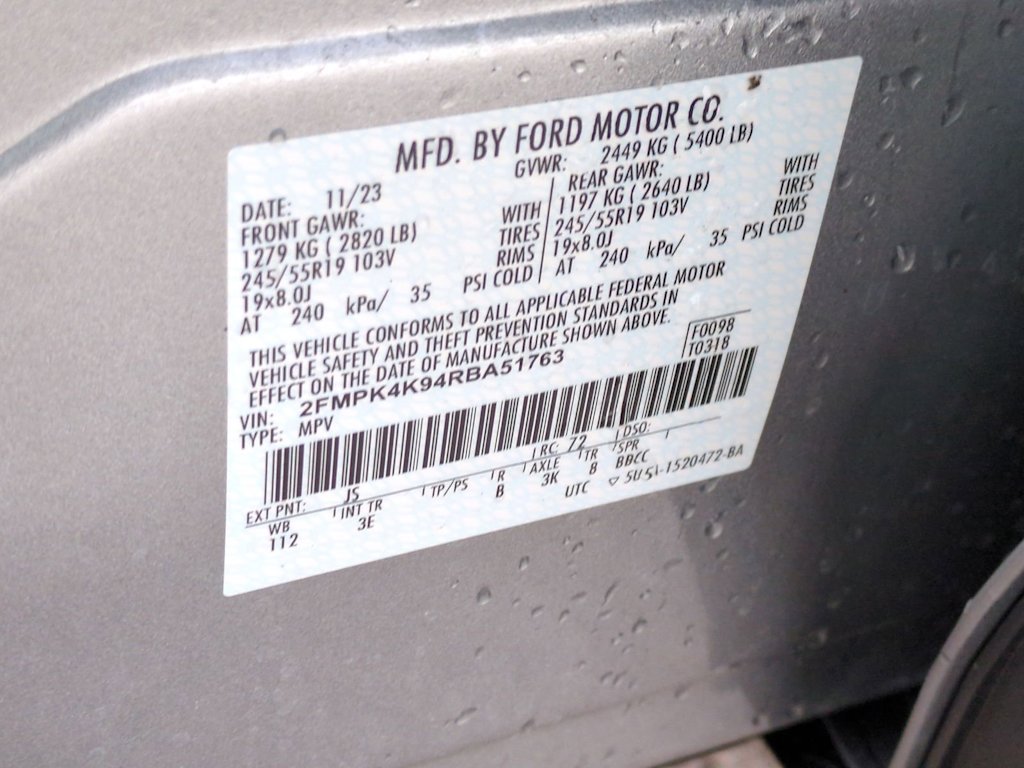 MFD. BY FORD MOTOR CO.
DATE: 11/23 GVWR: 2449 KG ( 5400 LB)
FRONT GAWR: REAR GAWR:
1279 KG ( 2820 LB) WITH 1197 KG ( 2640 LB) WITH
245/55R19 103V TIRES 245/55R19 103V TIRES
19x8.0J RIMS 19x8.0J RIMS
AT 240 kPa/ 35 PSI COLD AT 240 kPa/ 35 PSI COLD
THIS VEHICLE CONFORMS TO ALL APPLICABLE FEDERAL MOTOR
VEHICLE SAFETY AND THEFT PREVENTION STANDARDS IN
EFFECT ON THE DATE OF MANUFACTURE SHOWN ABOVE.
VIN: 2FMPK4K94RBA51763 F0098
TYPE: MPV T0318
EXT PNT: JS RC: 72 DSO:
WB INT TR TP/PS R AXLE TR SPR
112 3E B 3K B BBCC
UTC